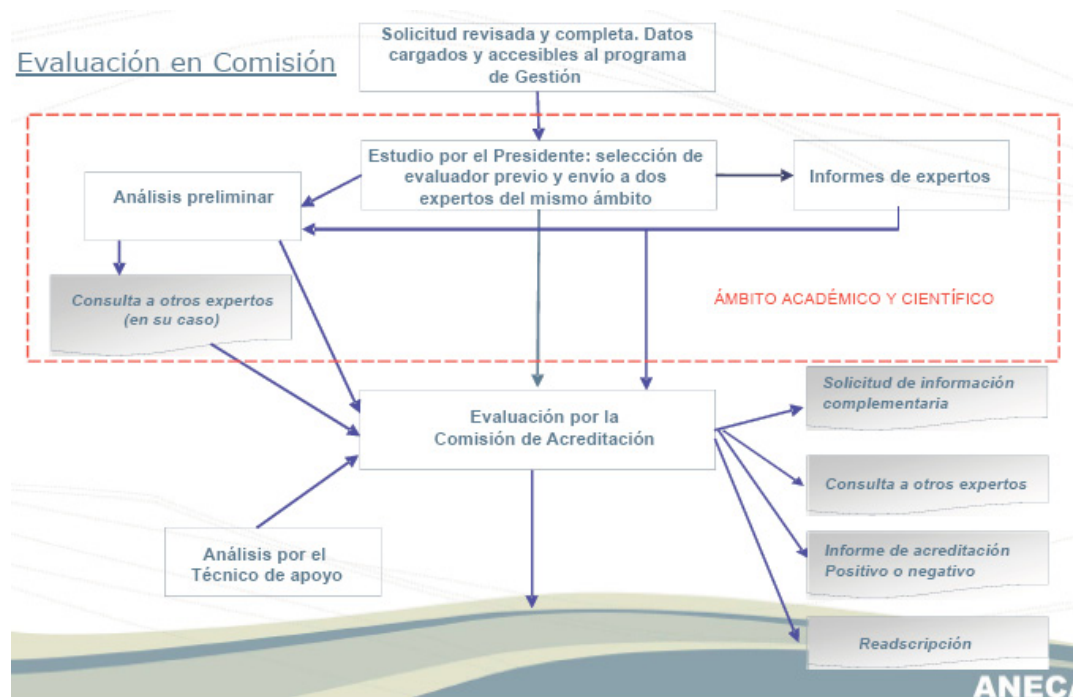 Evaluación en Comisión
Solicitud revisada y completa. Datos
cargados y accesibles al programa
de Gestión
Estudio por el Presidente: selección de
evaluador previo y envío a dos
expertos del mismo ámbito
Análisis preliminar
Informes de expertos
Consulta a otros expertos
(en su caso)
ÁMBITO ACADÉMICO Y CIENTÍFICO
Evaluación por la
Comisión de Acreditación
Solicitud de información
complementaria
Consulta a otros expertos
Análisis por el
Técnico de apoyo
Informe de acreditación
Positivo o negativo
Readscripción
ANECA